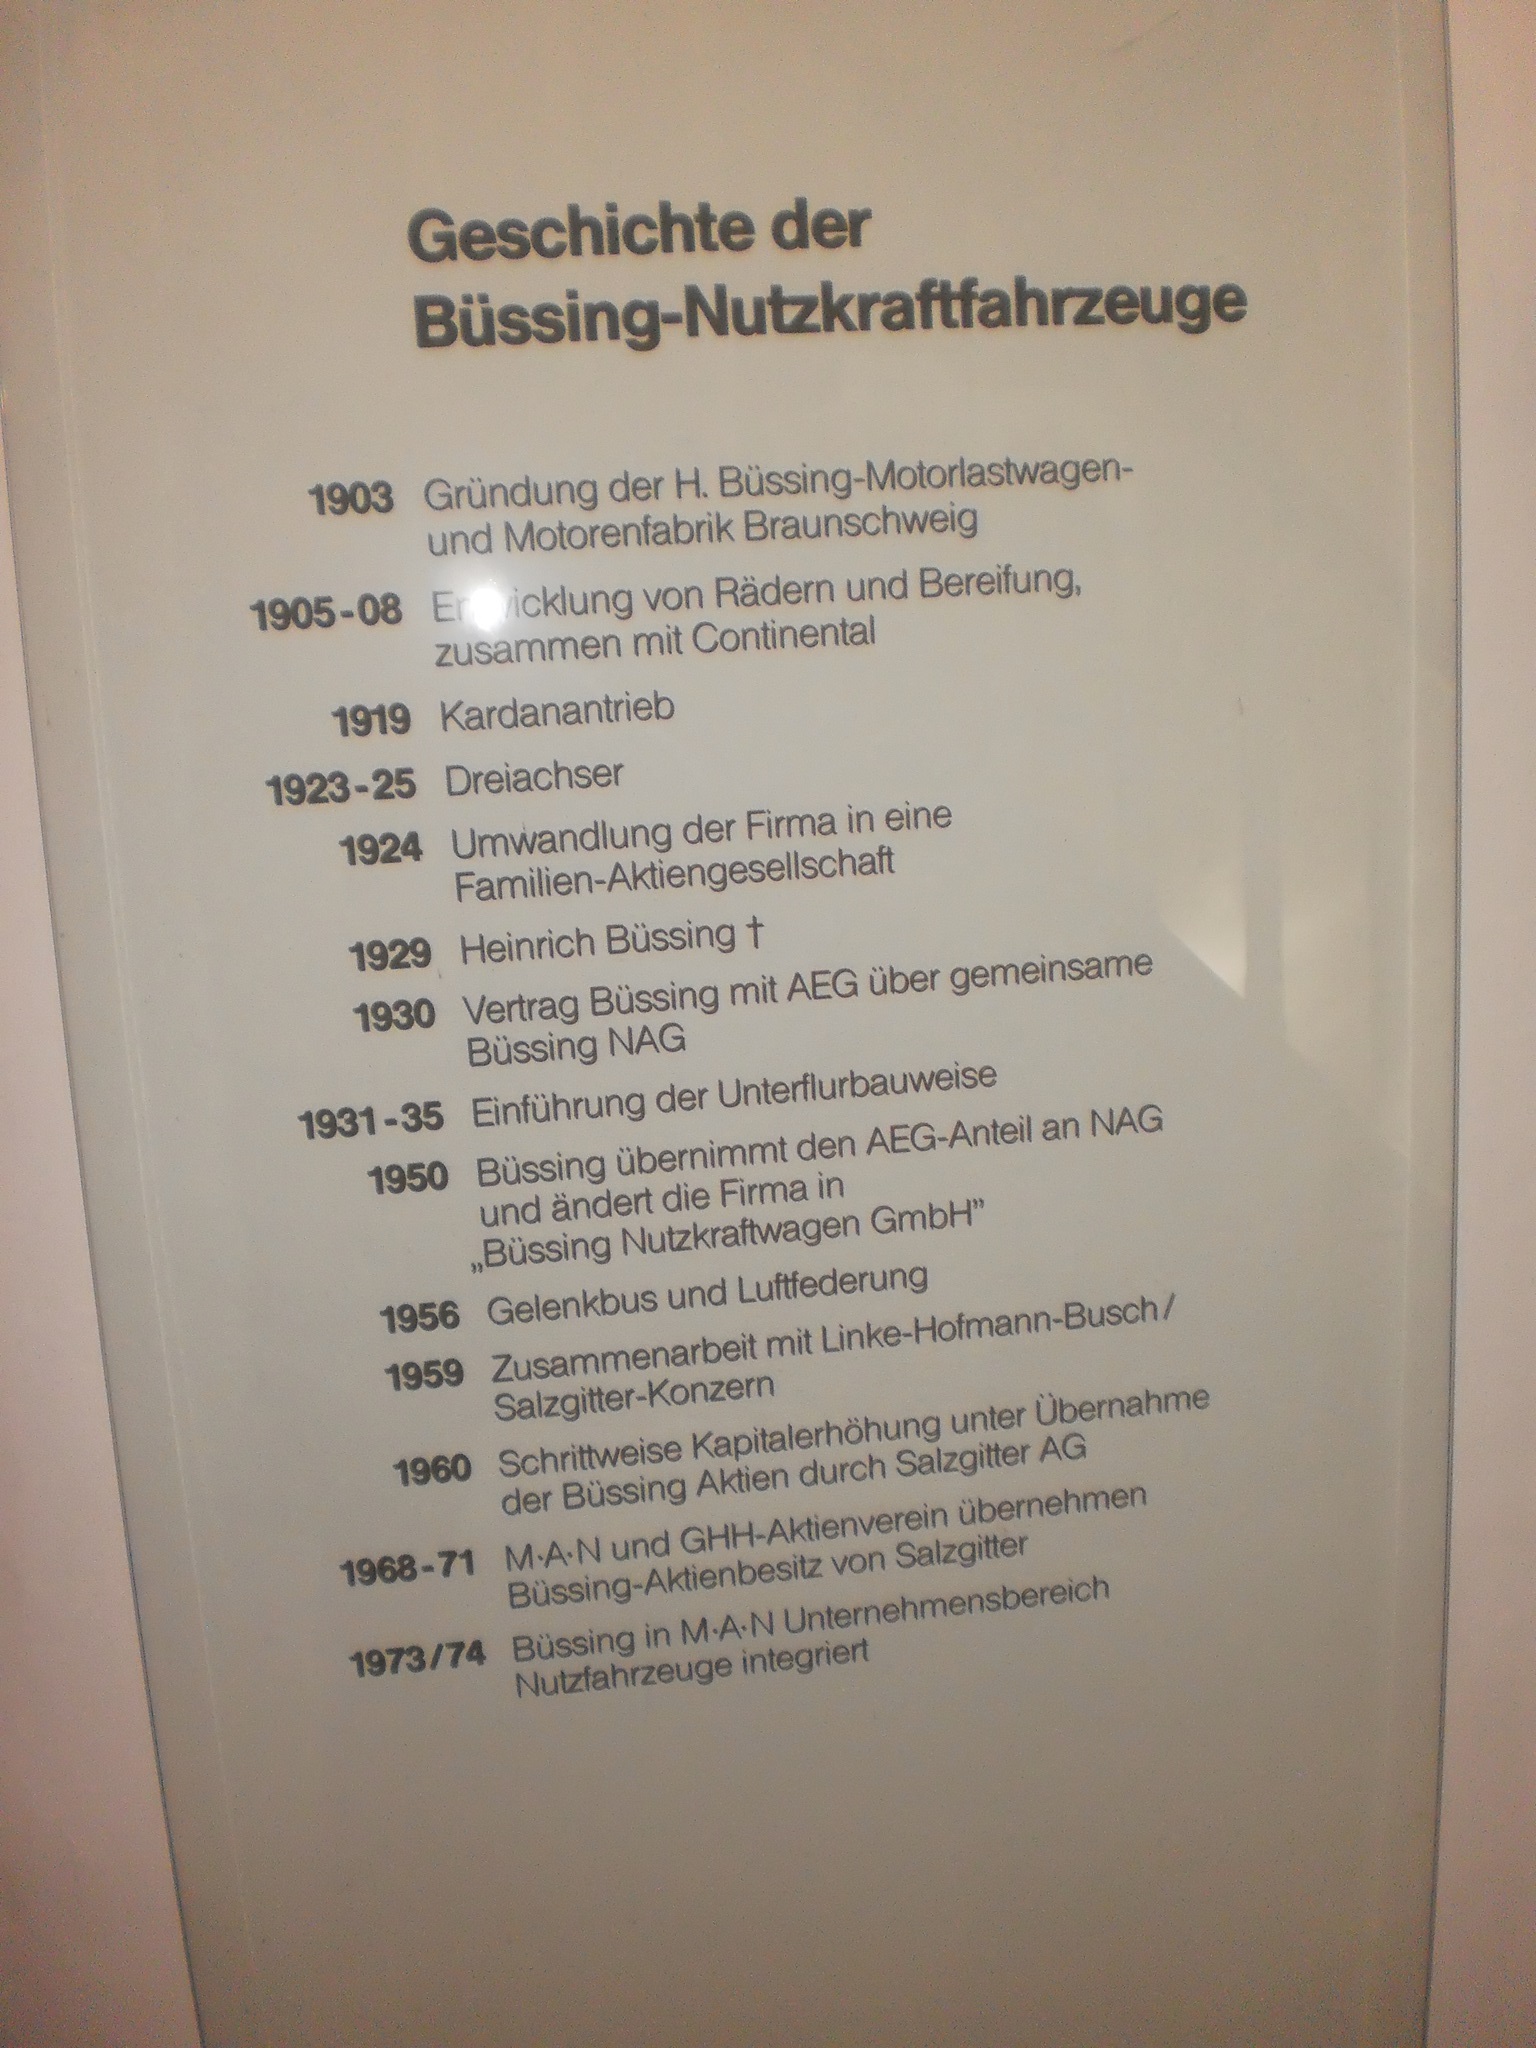 Geschichte der
Büssing-Nutzkraftfahrzeuge
1903 Gründung der H. Büssing-Motorlastwagen-
und Motorenfabrik Braunschweig
1905-08 Entwicklung von Rädern und Bereifung,
zusammen mit Continental
1919 Kardanantrieb
1923-25 Dreiachser
1924 Umwandlung der Firma in eine
Familien-Aktiengesellschaft
1929 Heinrich Büssing †
1930 Vertrag Büssing mit AEG über gemeinsame
Büssing NAG
1931-35 Einführung der Unterflurbauweise
1950 Büssing übernimmt den AEG-Anteil an NAG
und ändert die Firma in
„Büssing Nutzkraftwagen GmbH”
1956 Gelenkbus und Luftfederung
1959 Zusammenarbeit mit Linke-Hofmann-Busch/
Salzgitter-Konzern
1960 Schrittweise Kapitalerhöhung unter Übernahme
der Büssing Aktien durch Salzgitter AG
1968-71 M·A·N und GHH-Aktienverein übernehmen
Büssing-Aktienbesitz von Salzgitter
1973/74 Büssing in M·A·N Unternehmensbereich
Nutzfahrzeuge integriert